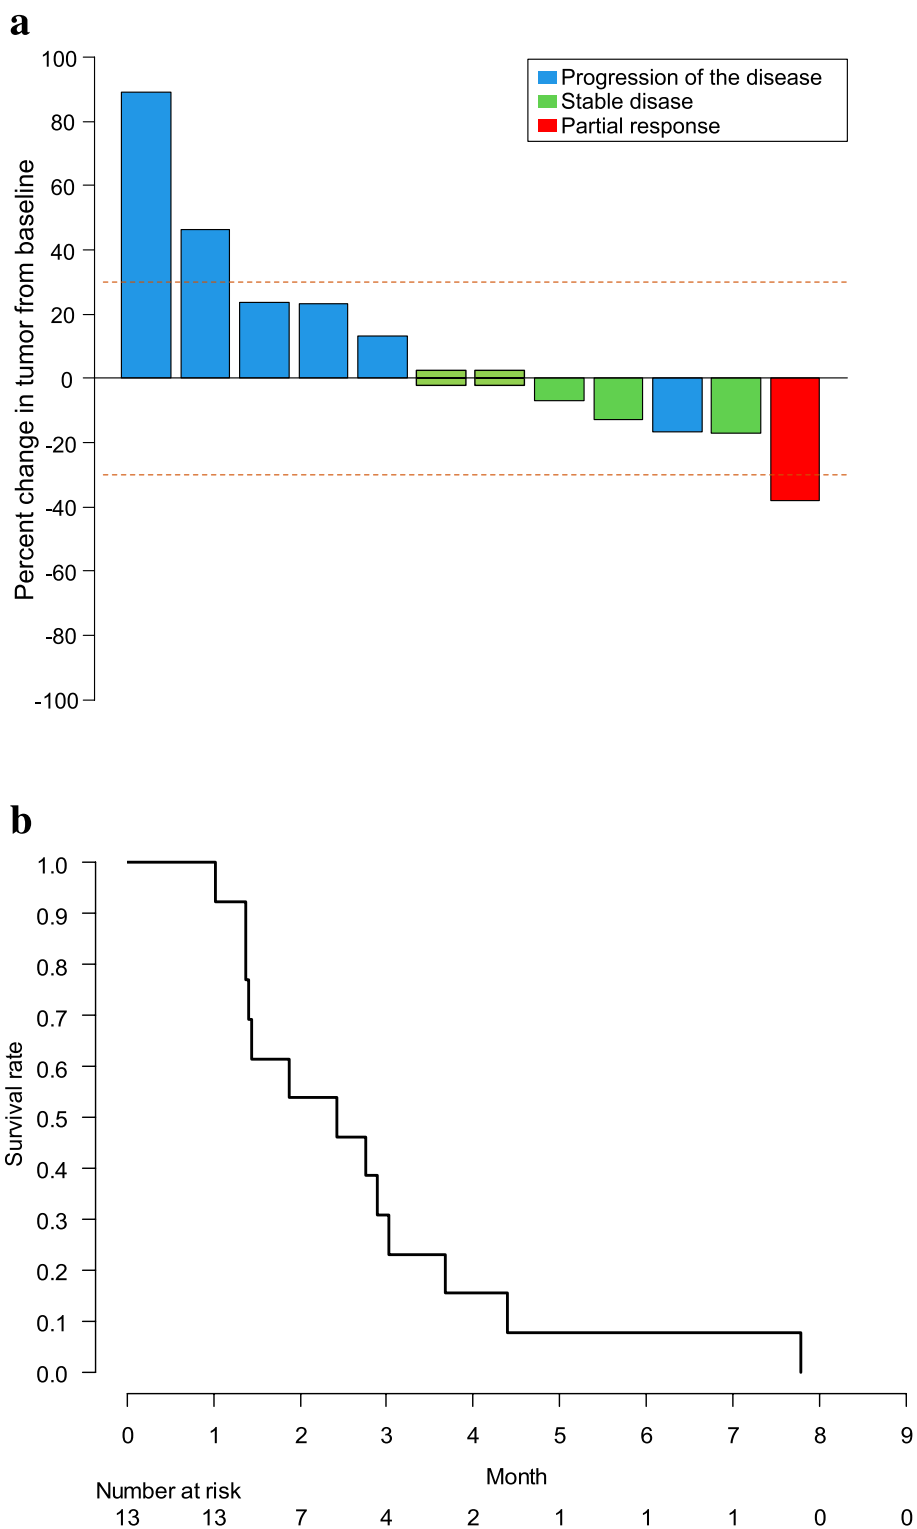 a
Percent change in tumor from baseline
100
80
60
40
20
0
-20
-40
-60
-80
-100
Progression of the disease
Stable disase
Partial response
b
Survival rate
1.0
0.9
0.8
0.7
0.6
0.5
0.4
0.3
0.2
0.1
0.0
0 1 2 3 4 5 6 7 8 9
Month
Number at risk
13 13 7 4 2 1 1 1 0 0